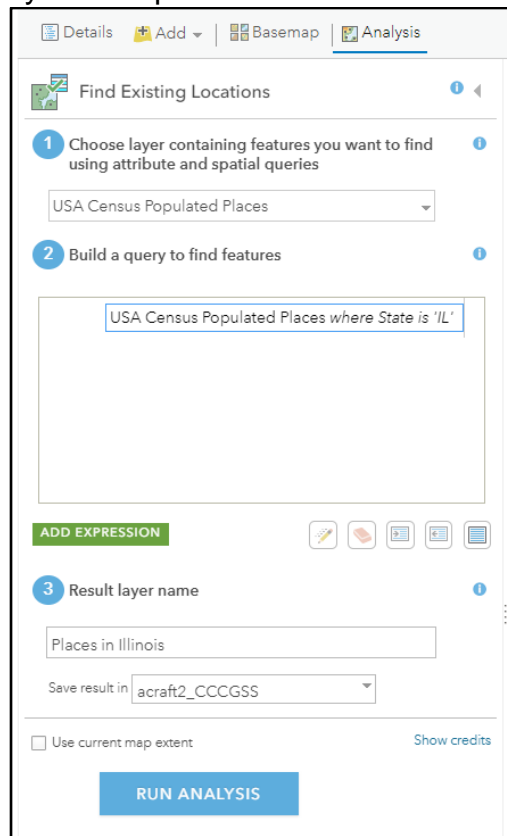 Details Add Basemap Analysis
Find Existing Locations
1 Choose layer containing features you want to find
using attribute and spatial queries
USA Census Populated Places
2 Build a query to find features
USA Census Populated Places where State is 'IL'
ADD EXPRESSION
3 Result layer name
Places in Illinois
Save result in acraft2_CCCGSS
Use current map extent Show credits
RUN ANALYSIS